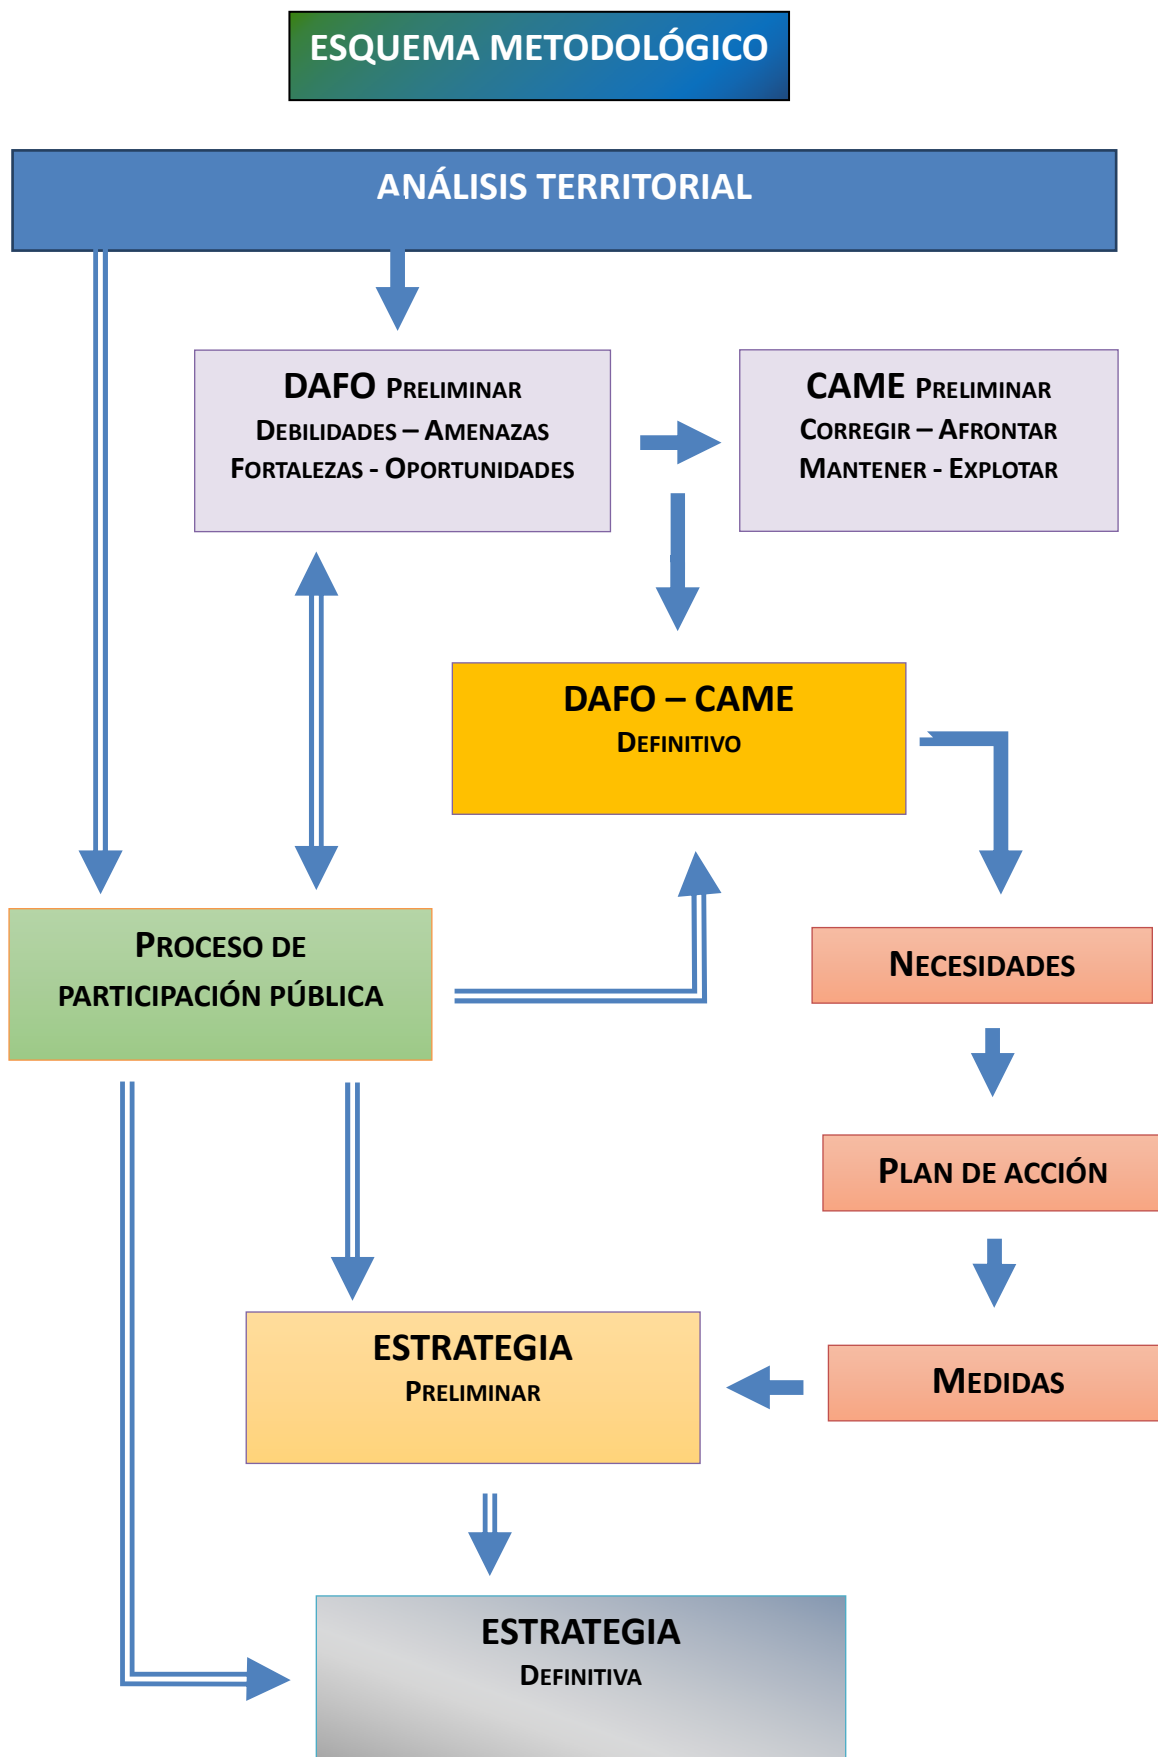 ESQUEMA METODOLÓGICO
ANÁLISIS TERRITORIAL
DAFO PRELIMINAR
DEBILIDADES – AMENAZAS
FORTALEZAS - OPORTUNIDADES
CAME PRELIMINAR
CORREGIR – AFRONTAR
MANTENER - EXPLOTAR
DAFO – CAME
DEFINITIVO
PROCESO DE
PARTICIPACIÓN PÚBLICA
NECESIDADES
PLAN DE ACCIÓN
MEDIDAS
ESTRATEGIA
PRELIMINAR
ESTRATEGIA
DEFINITIVA